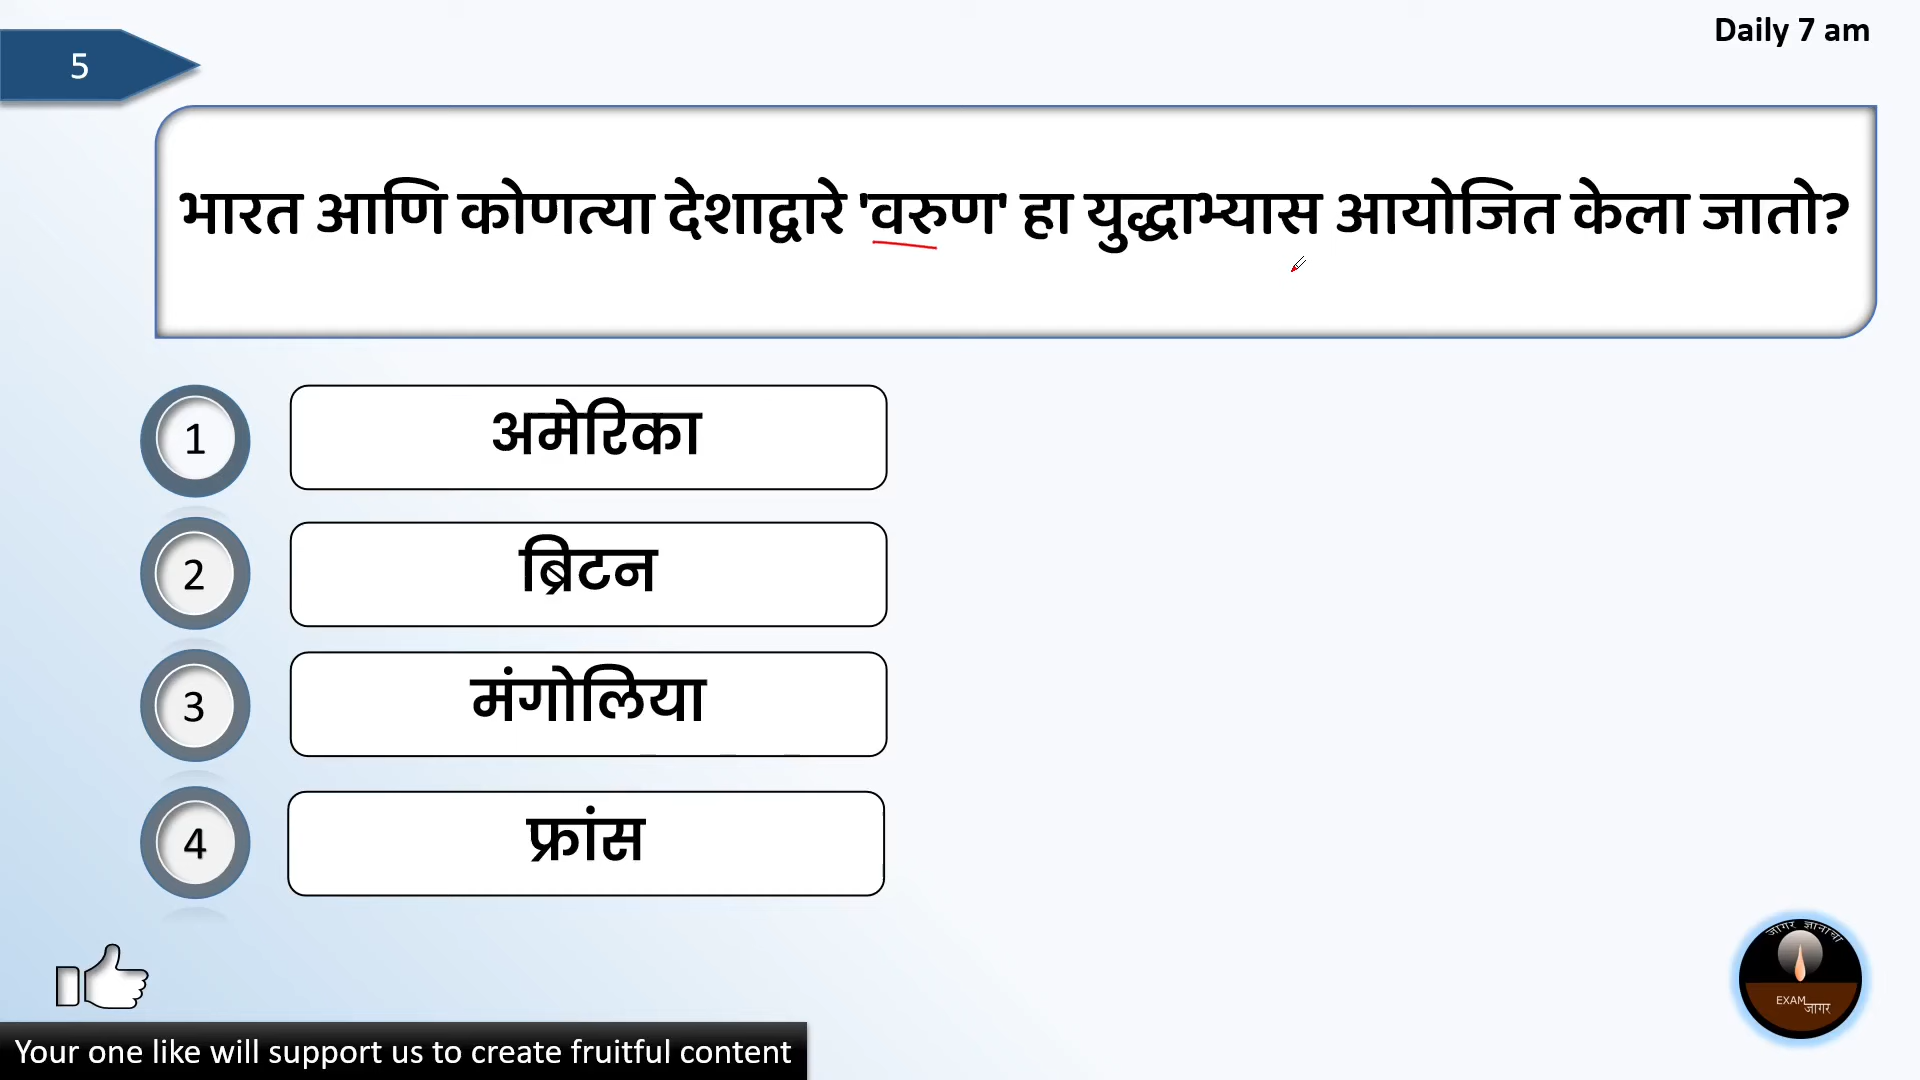 Daily 7 am
5
भारत आणि कोणत्या देशाद्वारे 'वरुण' हा युद्धाभ्यास आयोजित केला जातो?
1
अमेरिका
2
ब्रिटन
3
मंगोलिया
4
फ्रांस
जागर ज्ञानाचा
EXAM
जागर
Your one like will support us to create fruitful content